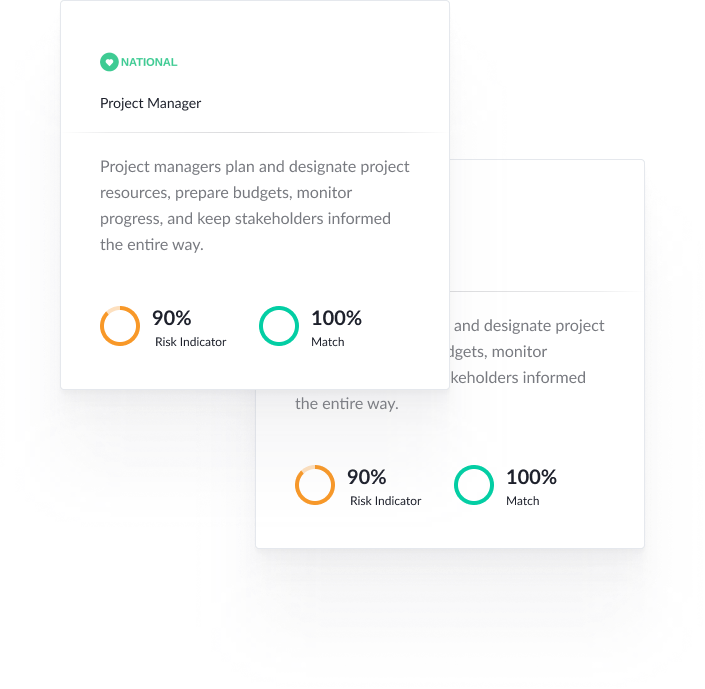 NATIONAL
Project Manager
Project managers plan and designate project
resources, prepare budgets, monitor
progress, and keep stakeholders informed
the entire way.
90%
Risk Indicator
100%
Match
and designate project
monitor
informed
the entire way.
90%
Risk Indicator
100%
Match